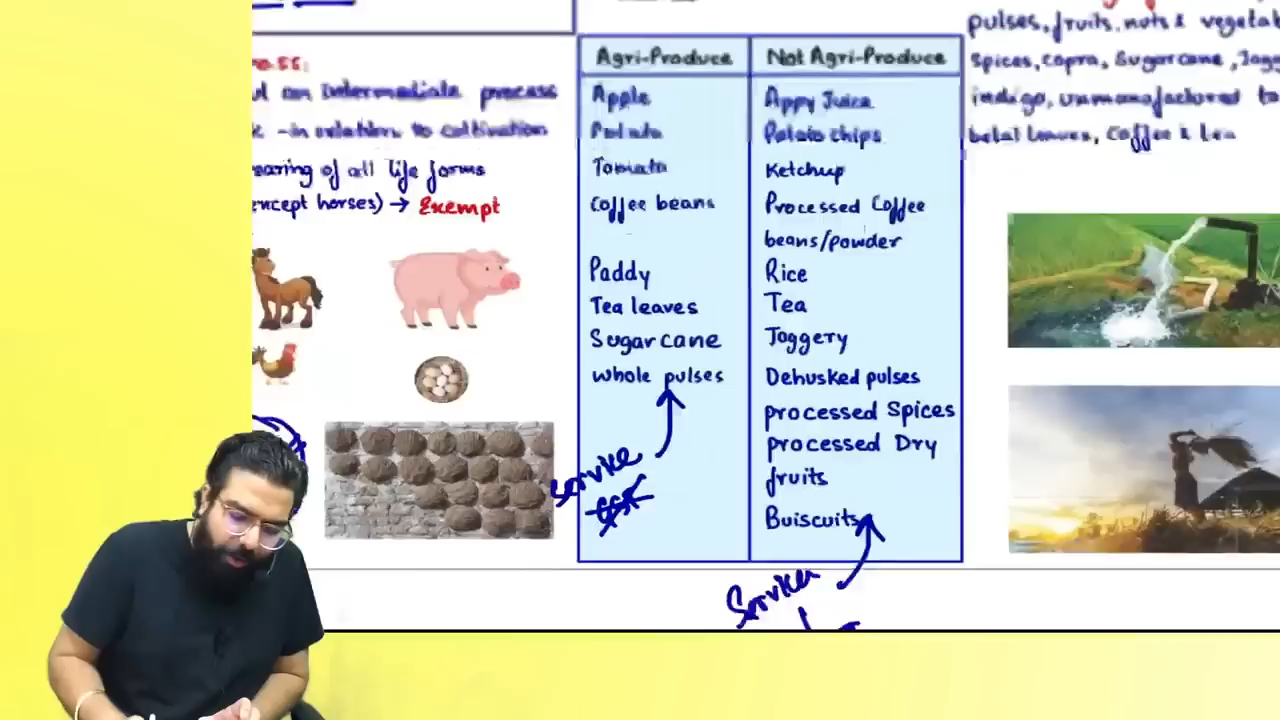 intermediate process
-in relation to cultivation
rearing of all life forms
(except horses) → Exempt
Agri-Produce
Not Agri-Produce
Apple
Appy Juice
Potato
Potato chips
Tomato
Ketchup
Coffee beans
Processed Coffee
beans/powder
Paddy
Rice
Tea leaves
Tea
Sugarcane
Joggery
Whole pulses
Dehusked pulses
processed Spices
processed Dry
fruits
Buiscuits
Service
GST
Service
pulses, fruits, nuts & vegetab
Spices, copra, Sugarcane, Jagg
indigo, unmanufactured to
betal leaves, Coffee & tea